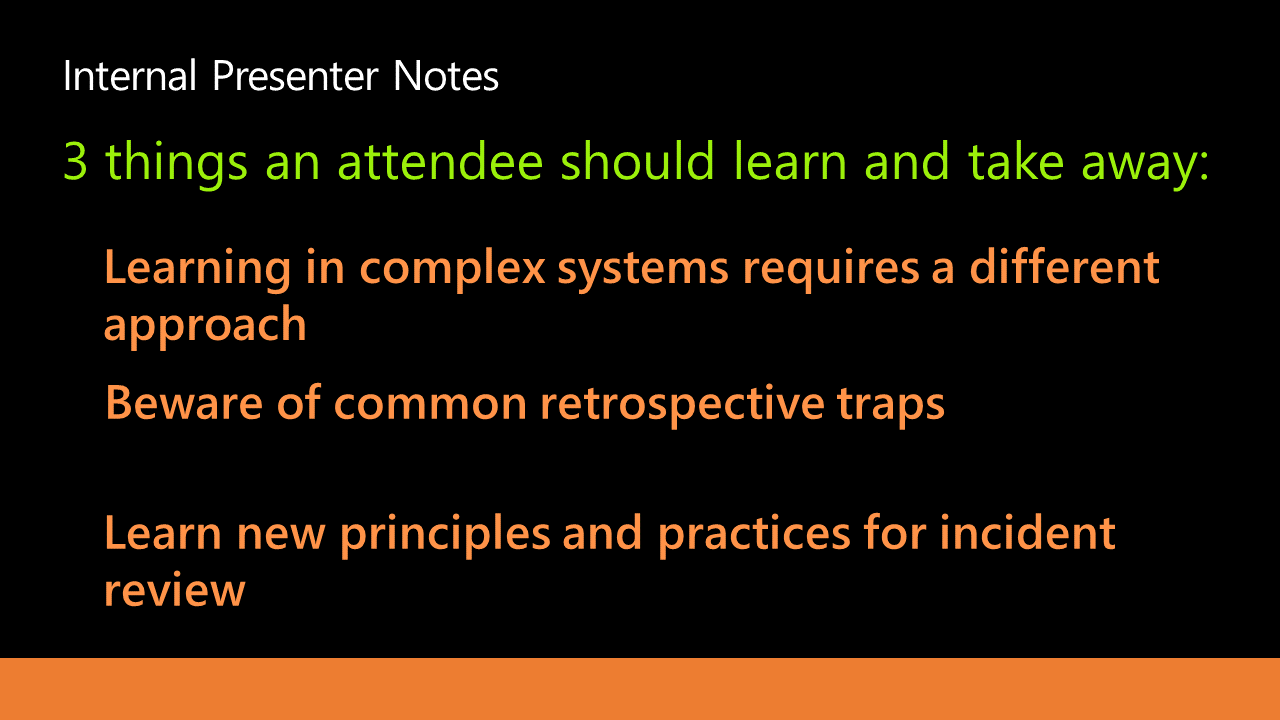 Internal Presenter Notes
3 things an attendee should learn and take away:
Learning in complex systems requires a different
approach
Beware of common retrospective traps
Learn new principles and practices for incident
review